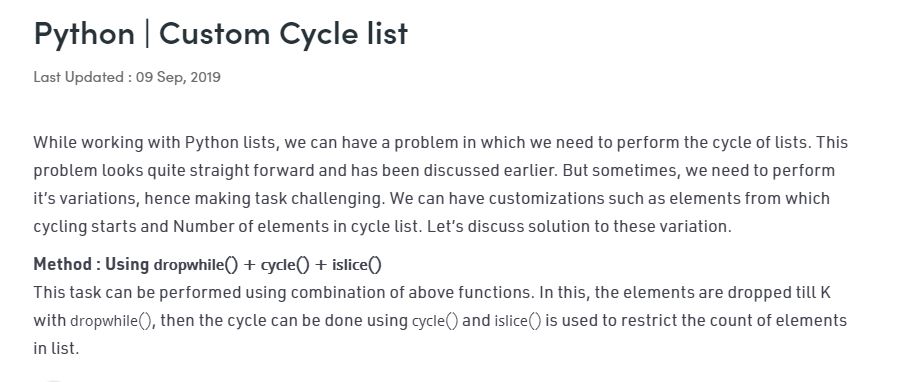 Python | Custom Cycle list
Last Updated : 09 Sep, 2019
While working with Python lists, we can have a problem in which we need to perform the cycle of lists. This
problem looks quite straight forward and has been discussed earlier. But sometimes, we need to perform
it's variations, hence making task challenging. We can have customizations such as elements from which
cycling starts and Number of elements in cycle list. Let's discuss solution to these variation.
Method : Using dropwhile() + cycle() + islice()
This task can be performed using combination of above functions. In this, the elements are dropped till K
with dropwhile(), then the cycle can be done using cycle() and islice() is used to restrict the count of elements
in list.